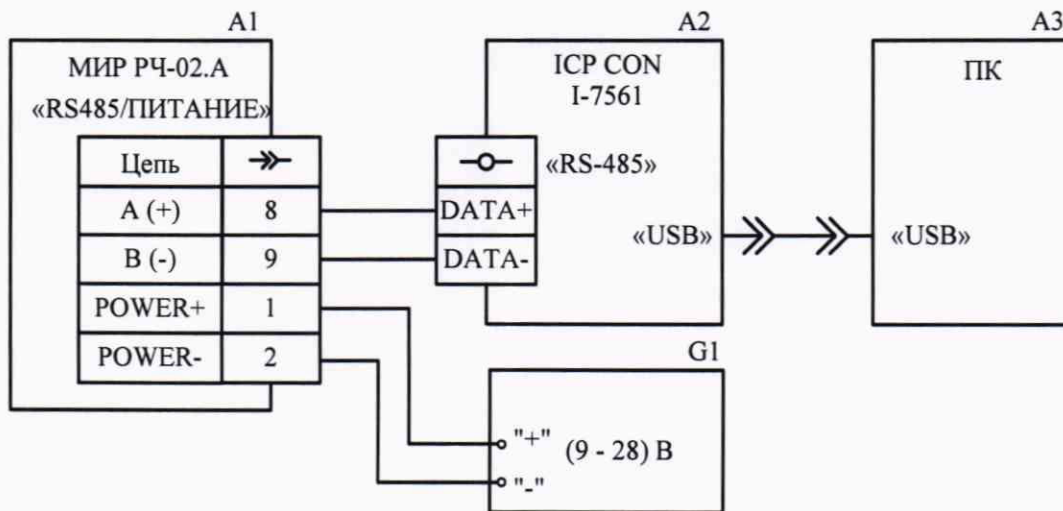 A1
МИР РЧ-02.А
«RS485/ПИТАНИЕ»
Цепь
A (+) 8
B (-) 9
POWER+ 1
POWER- 2
A2
ICP CON
I-7561
«RS-485»
DATA+
DATA-
«USB»
A3
ПК
«USB»
G1
"+"
(9 - 28) В
"-"